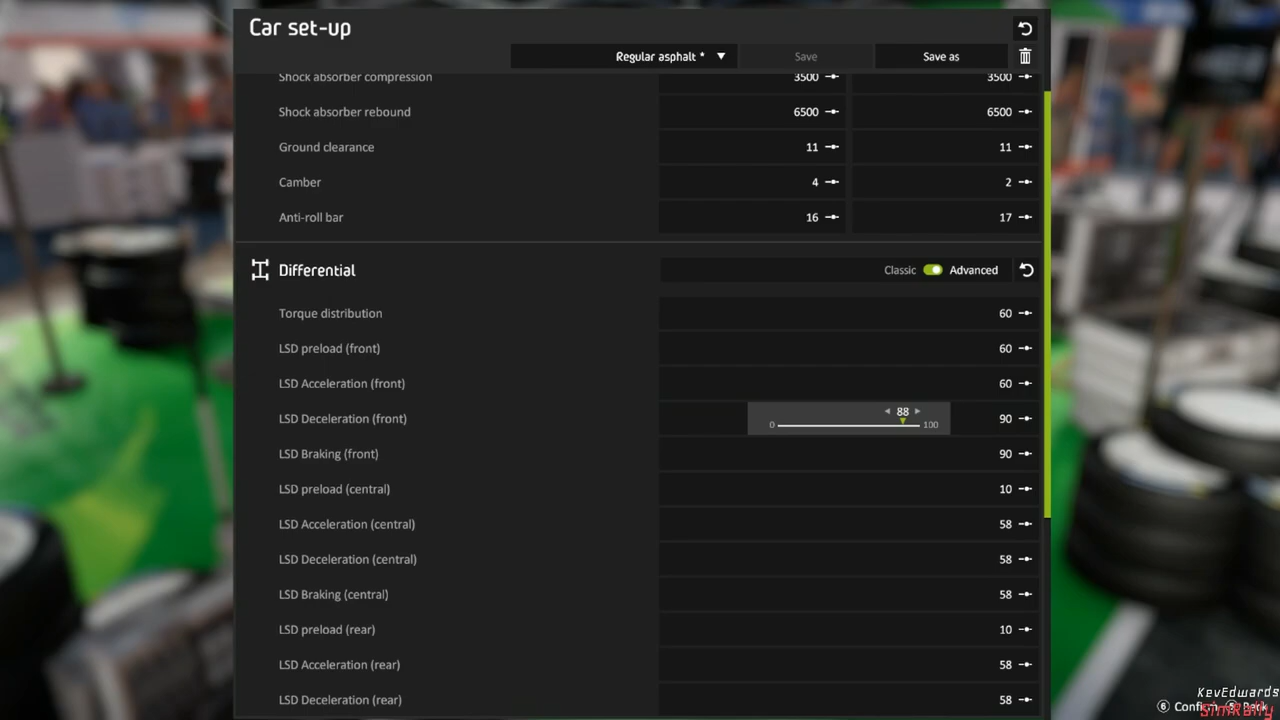 Car set-up
Regular asphalt * Save Save as
Shock absorber compression 3500 3500
Shock absorber rebound 6500 6500
Ground clearance 11 11
Camber 4 2
Anti-roll bar 16 17
Differential Classic Advanced
Torque distribution 60
LSD preload (front) 60
LSD Acceleration (front) 60
LSD Deceleration (front) 0 88 100 90
LSD Braking (front) 90
LSD preload (central) 10
LSD Acceleration (central) 58
LSD Deceleration (central) 58
LSD Braking (central) 58
LSD preload (rear) 10
LSD Acceleration (rear) 58
LSD Deceleration (rear) 58
KevEdwards
SimRally